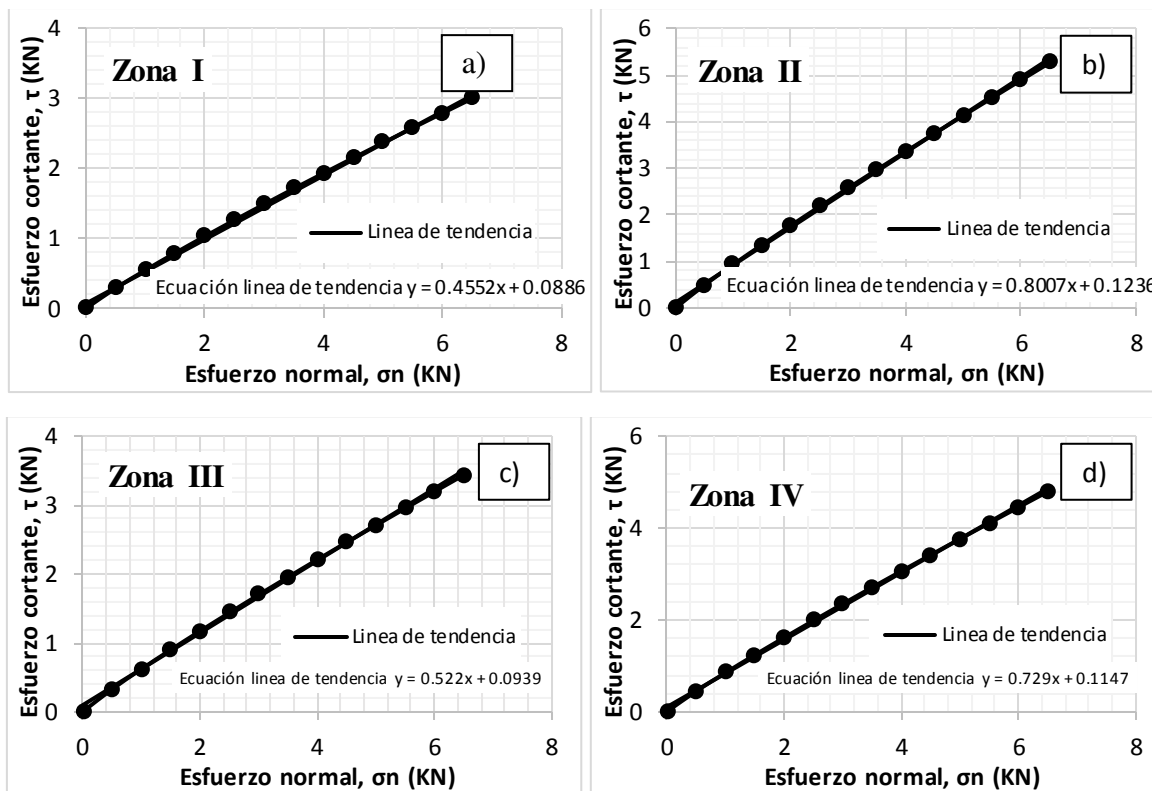 Zona I
a)
Esfuerzo cortante, τ (KN)
4
3
2
1
0
Linea de tendencia
Ecuación linea de tendencia y = 0.4552x + 0.0886
0 2 4 6 8
Esfuerzo normal, σn (KN)
Zona II
b)
Esfuerzo cortante, τ (KN)
6
5
4
3
2
1
0
Linea de tendencia
Ecuación linea de tendencia y = 0.8007x + 0.1236
0 2 4 6 8
Esfuerzo normal, σn (KN)
Zona III
c)
Esfuerzo cortante, τ (KN)
4
3
2
1
0
Linea de tendencia
Ecuación linea de tendencia y = 0.522x + 0.0939
0 2 4 6 8
Esfuerzo normal, σn (KN)
Zona IV
d)
Esfuerzo cortante, τ (KN)
6
4
2
0
Linea de tendencia
Ecuación linea de tendencia y = 0.729x + 0.1147
0 2 4 6 8
Esfuerzo normal, σn (KN)